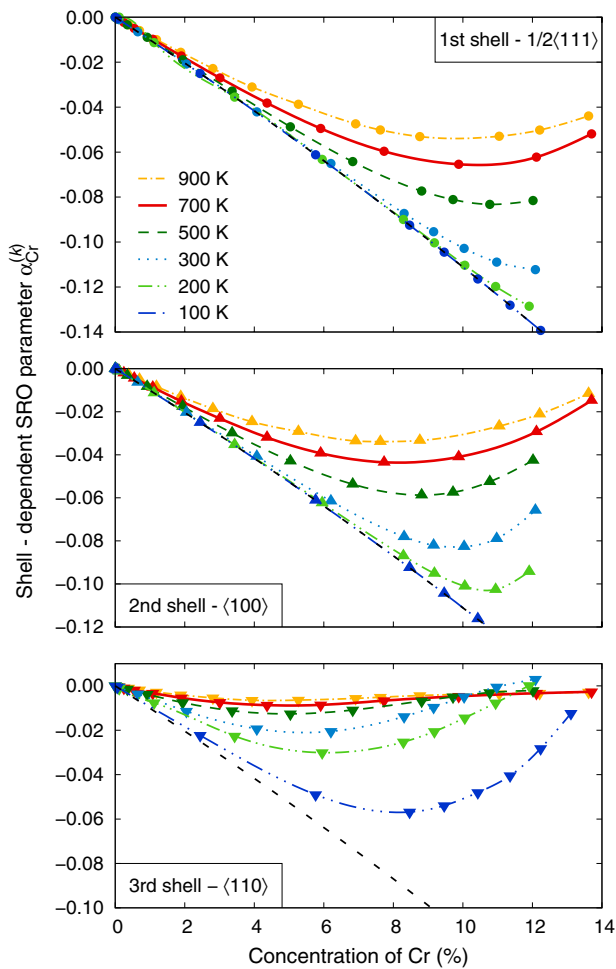 Shell - dependent SRO parameter α_Cr^(k)
0.00
−0.02
−0.04
−0.06
−0.08
−0.10
−0.12
−0.14
1st shell - 1/2⟨111⟩
900 K
700 K
500 K
300 K
200 K
100 K
0.00
−0.02
−0.04
−0.06
−0.08
−0.10
−0.12
2nd shell - ⟨100⟩
0.00
−0.02
−0.04
−0.06
−0.08
−0.10
3rd shell – ⟨110⟩
0 2 4 6 8 10 12 14
Concentration of Cr (%)